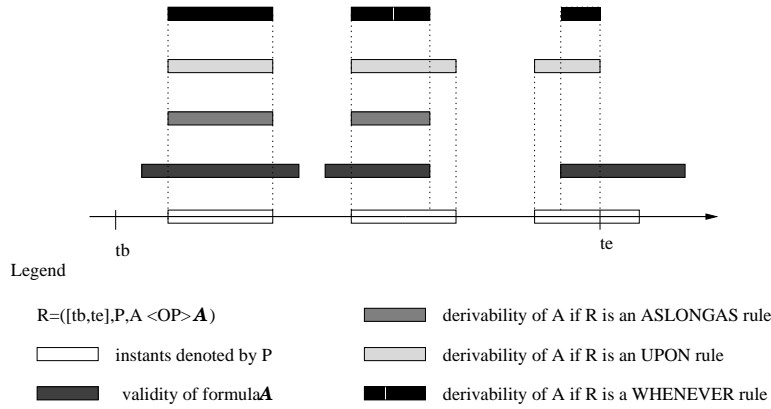 tb
te
Legend
R=([tb,te],P,A <OP> A )
instants denoted by P
validity of formula A
derivability of A if R is an ASLONGAS rule
derivability of A if R is an UPON rule
derivability of A if R is a WHENEVER rule